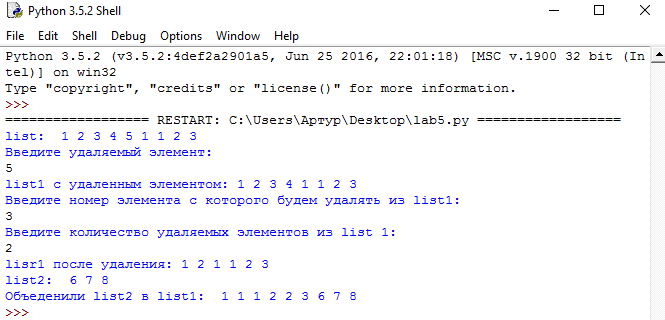 Python 3.5.2 Shell
File Edit Shell Debug Options Window Help
Python 3.5.2 (v3.5.2:4def2a2901a5, Jun 25 2016, 22:01:18) [MSC v.1900 32 bit (In
tel)] on win32
Type "copyright", "credits" or "license()" for more information.
>>>
=================== RESTART: C:\Users\Артур\Desktop\lab5.py ===================
list:  1 2 3 4 5 1 1 2 3
Введите удаляемый элемент:
5
list1 с удаленным элементом: 1 2 3 4 1 1 2 3
Введите номер элемента с которого будем удалять из list1:
3
Введите количество удаляемых элементов из list 1:
2
lisr1 после удаления: 1 2 1 1 2 3
list2:  6 7 8
Объеденили list2 в list1:  1 1 1 2 2 3 6 7 8
>>>